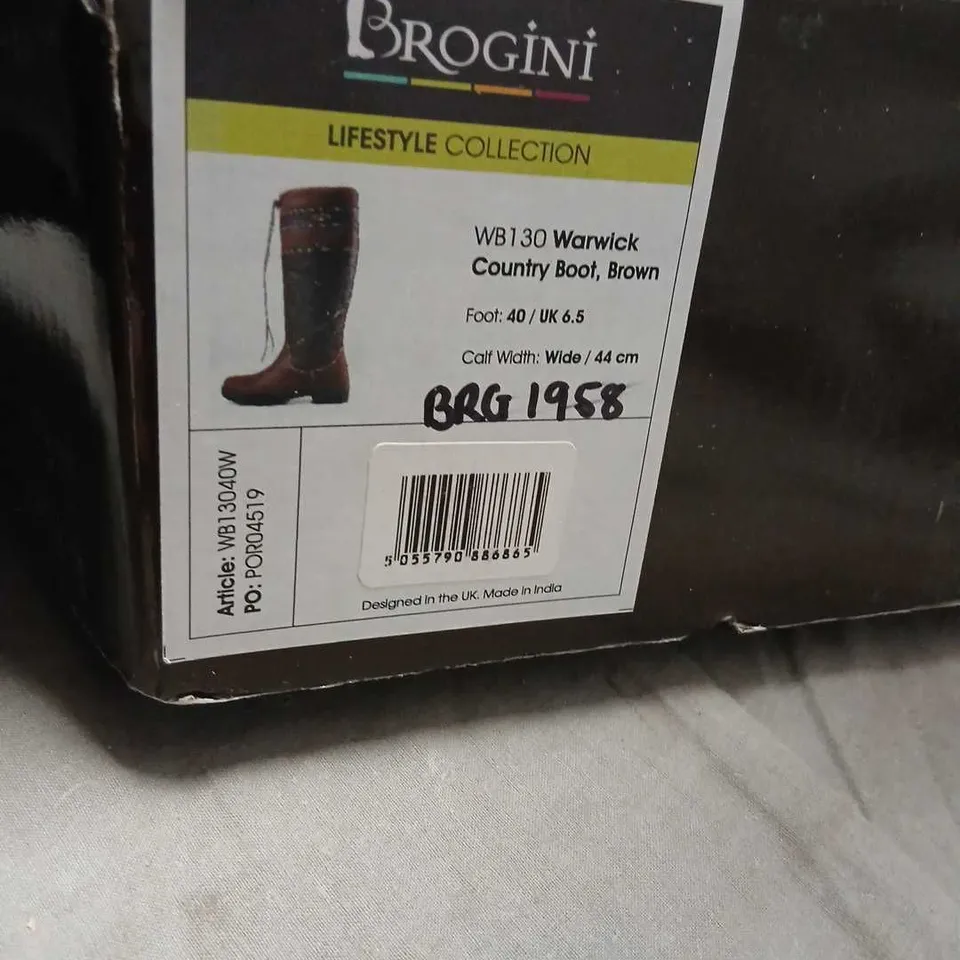 BROGINI
LIFESTYLE COLLECTION
WB130 Warwick
Country Boot, Brown
Foot: 40 / UK 6.5
Calf Width: Wide / 44 cm
BRG 1958
Article: WB13040W
PO: POR04519
5 055790 886865
Designed in the UK. Made in India